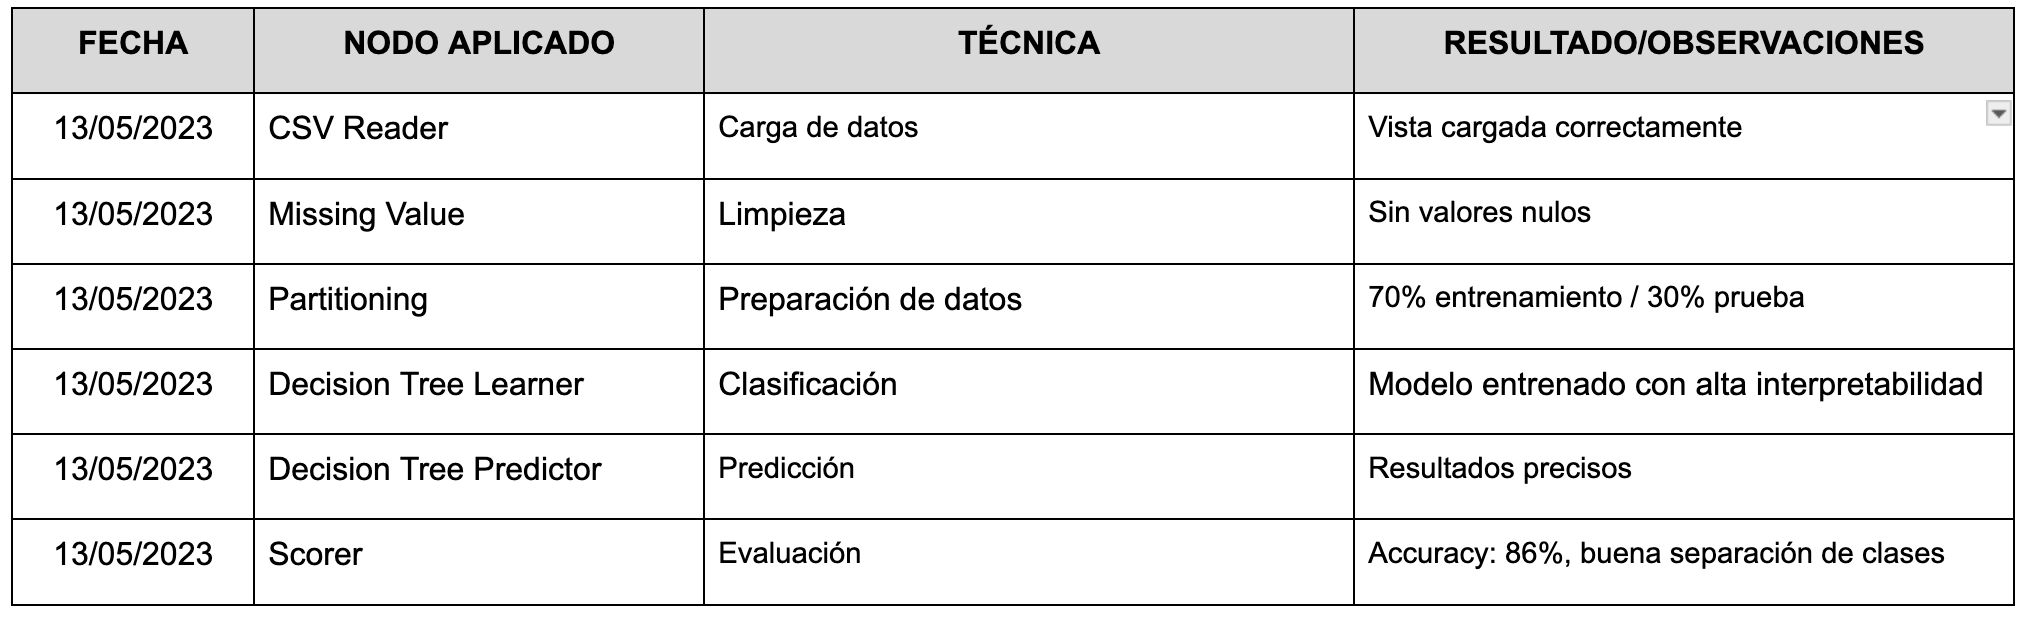 FECHA NODO APLICADO TÉCNICA RESULTADO/OBSERVACIONES
13/05/2023 CSV Reader Carga de datos Vista cargada correctamente
13/05/2023 Missing Value Limpieza Sin valores nulos
13/05/2023 Partitioning Preparación de datos 70% entrenamiento / 30% prueba
13/05/2023 Decision Tree Learner Clasificación Modelo entrenado con alta interpretabilidad
13/05/2023 Decision Tree Predictor Predicción Resultados precisos
13/05/2023 Scorer Evaluación Accuracy: 86%, buena separación de clases